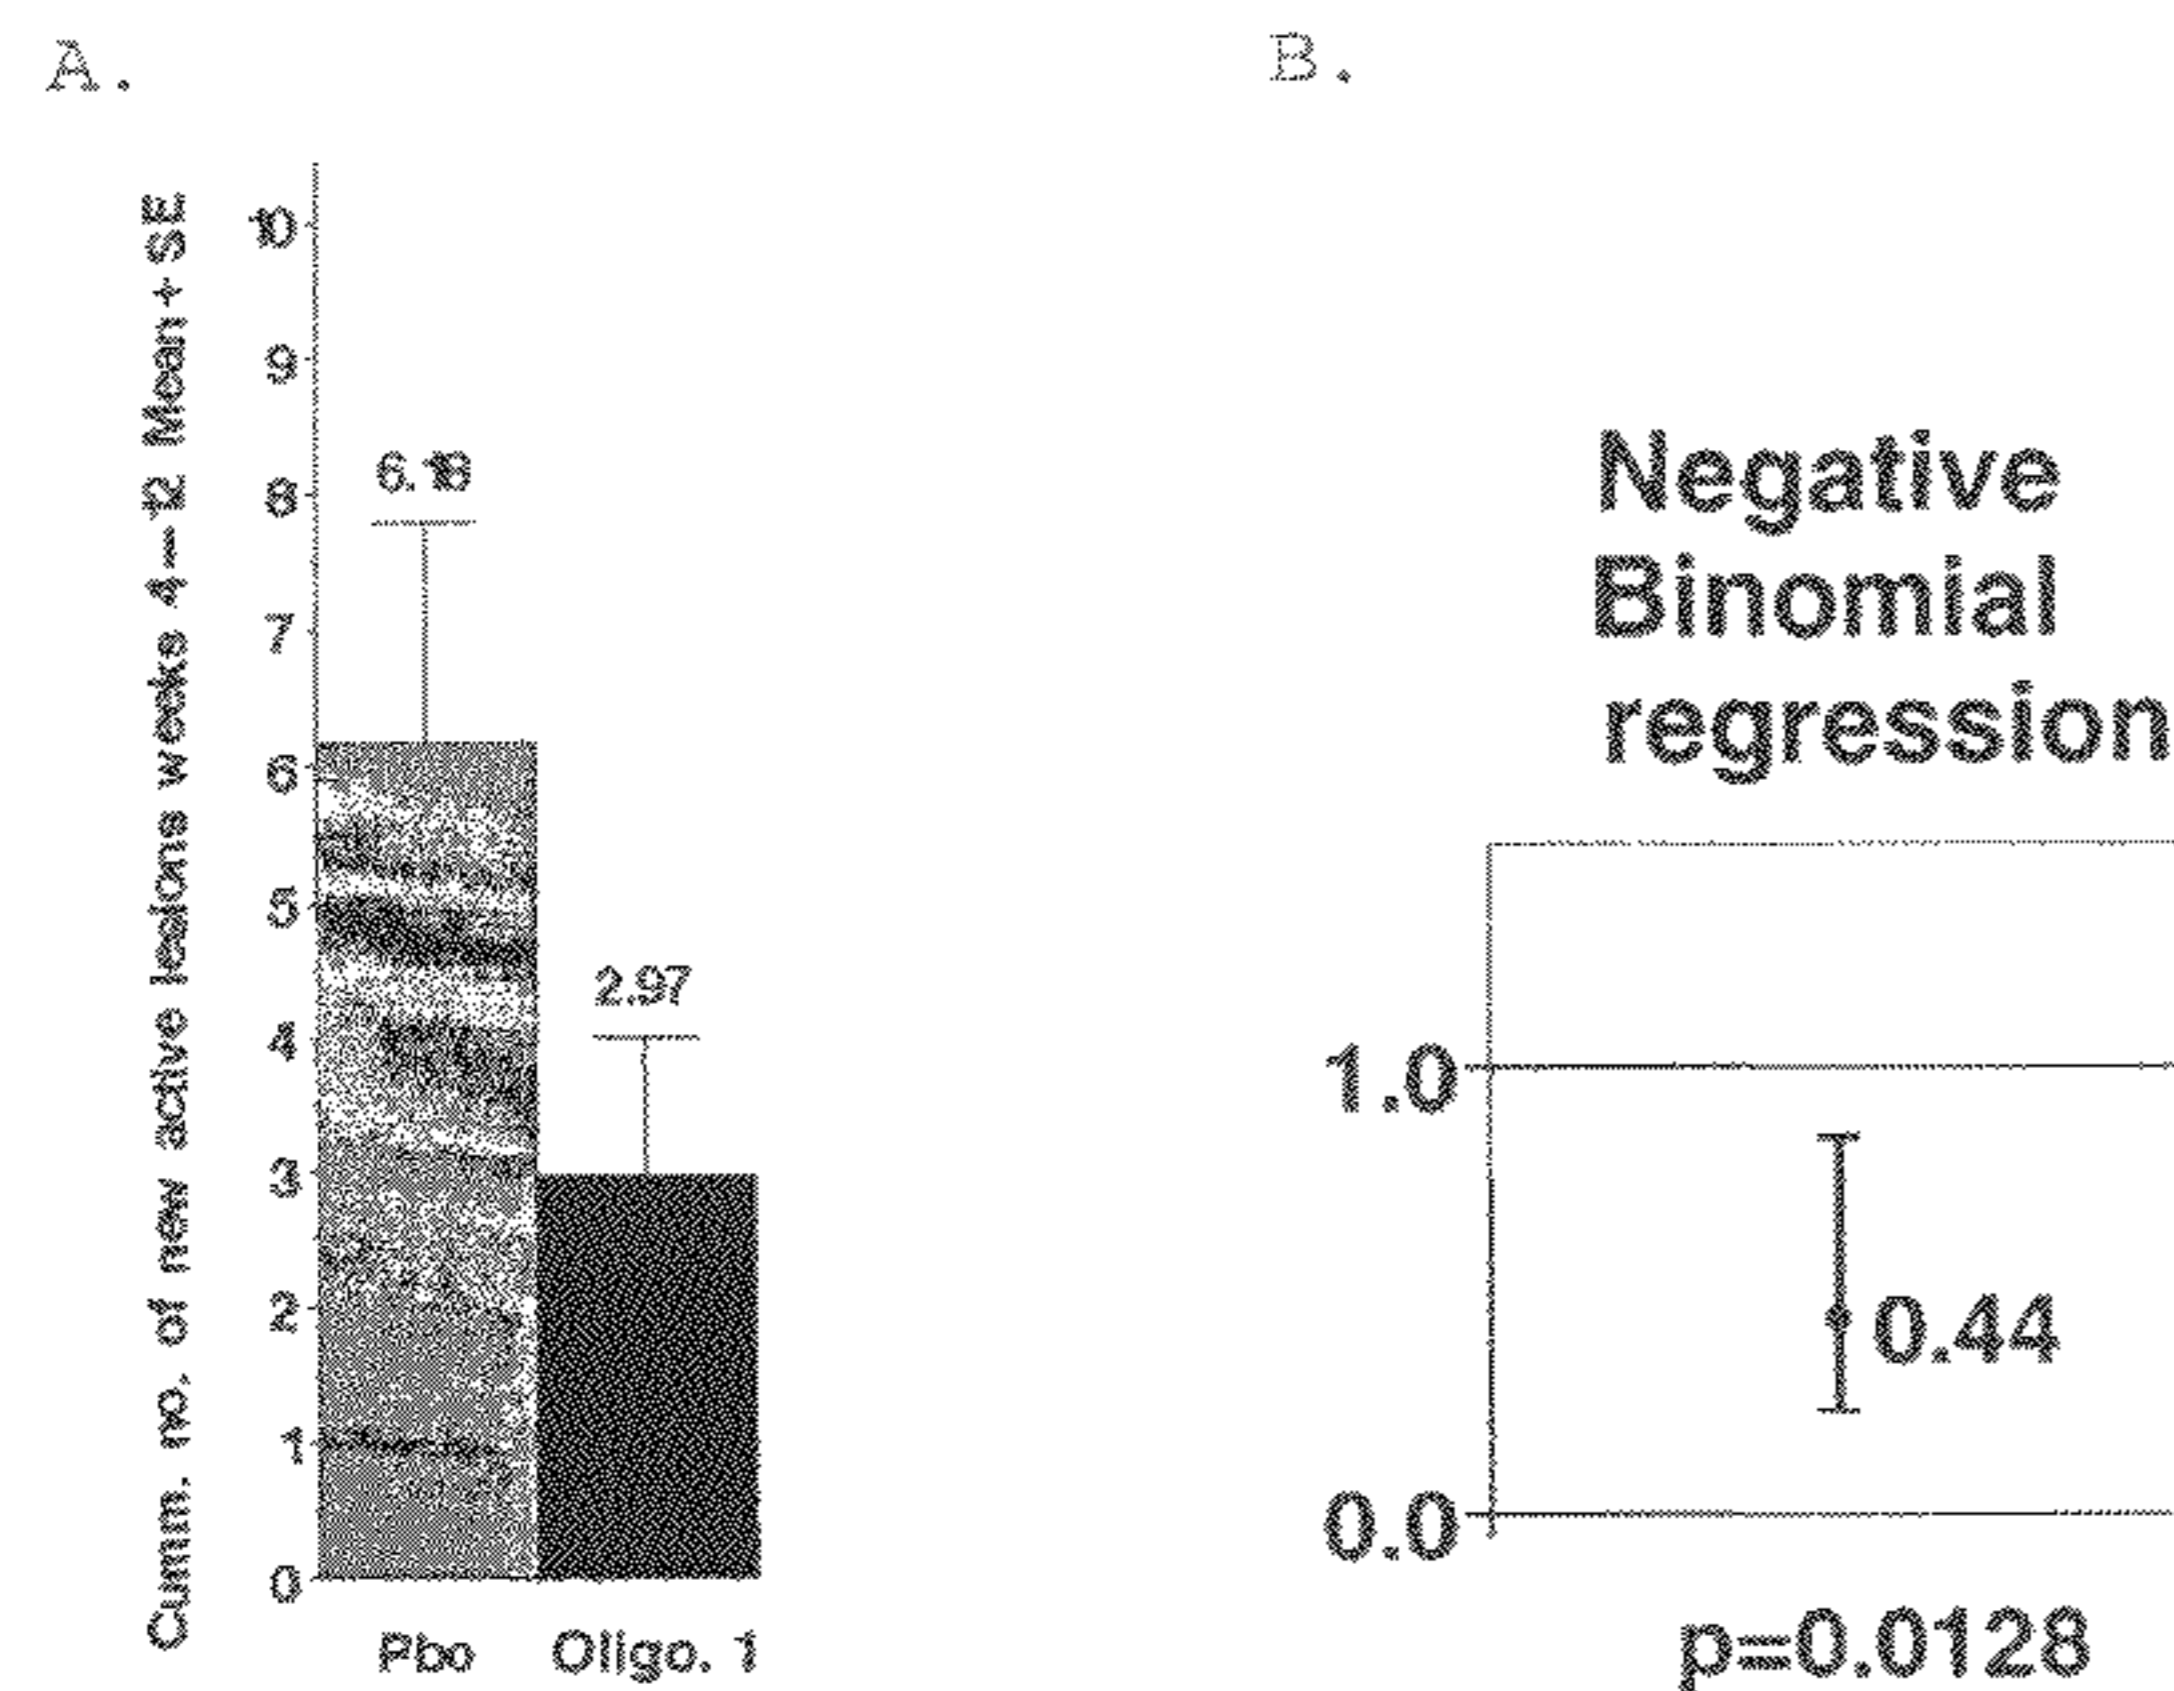 A.
Cumm. no. of new active lesions weeks 4-12 Mean+SE
10
9
8
7
6
5
4
3
2
1
0
6.18
2.97
Pbo Oligo. 1
B.
Negative
Binomial
regression
1.0
0.44
0.0
p=0.0128